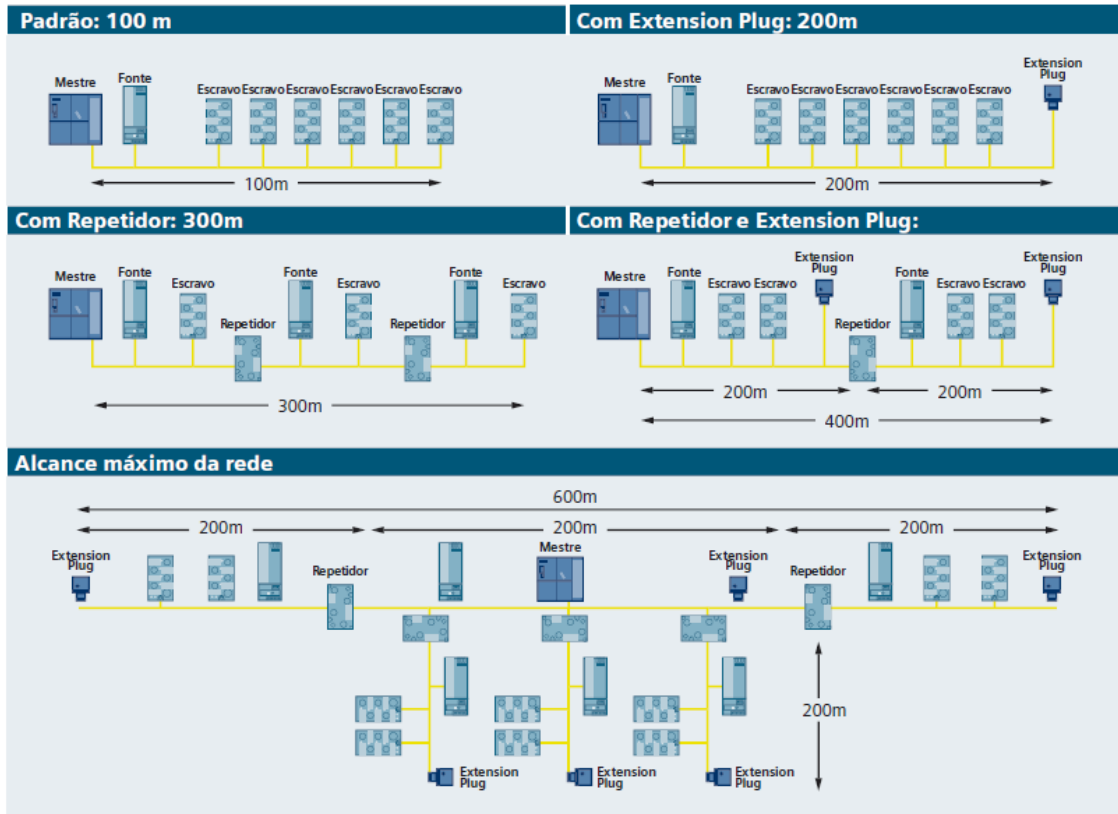 Padrão: 100 m
Com Extension Plug: 200m
Mestre
Fonte
Escravo Escravo Escravo Escravo Escravo Escravo
100m
Mestre
Fonte
Escravo Escravo Escravo Escravo Escravo Escravo
Extension
Plug
200m
Com Repetidor: 300m
Com Repetidor e Extension Plug:
Mestre
Fonte
Escravo
Repetidor
Fonte
Escravo
Repetidor
Fonte
Escravo
300m
Mestre
Fonte
Escravo Escravo
Extension
Plug
Repetidor
Fonte
Escravo Escravo
Extension
Plug
200m
200m
400m
Alcance máximo da rede
600m
200m
200m
200m
Extension
Plug
Repetidor
Mestre
Extension
Plug
Repetidor
Extension
Plug
200m
Extension
Plug
Extension
Plug
Extension
Plug